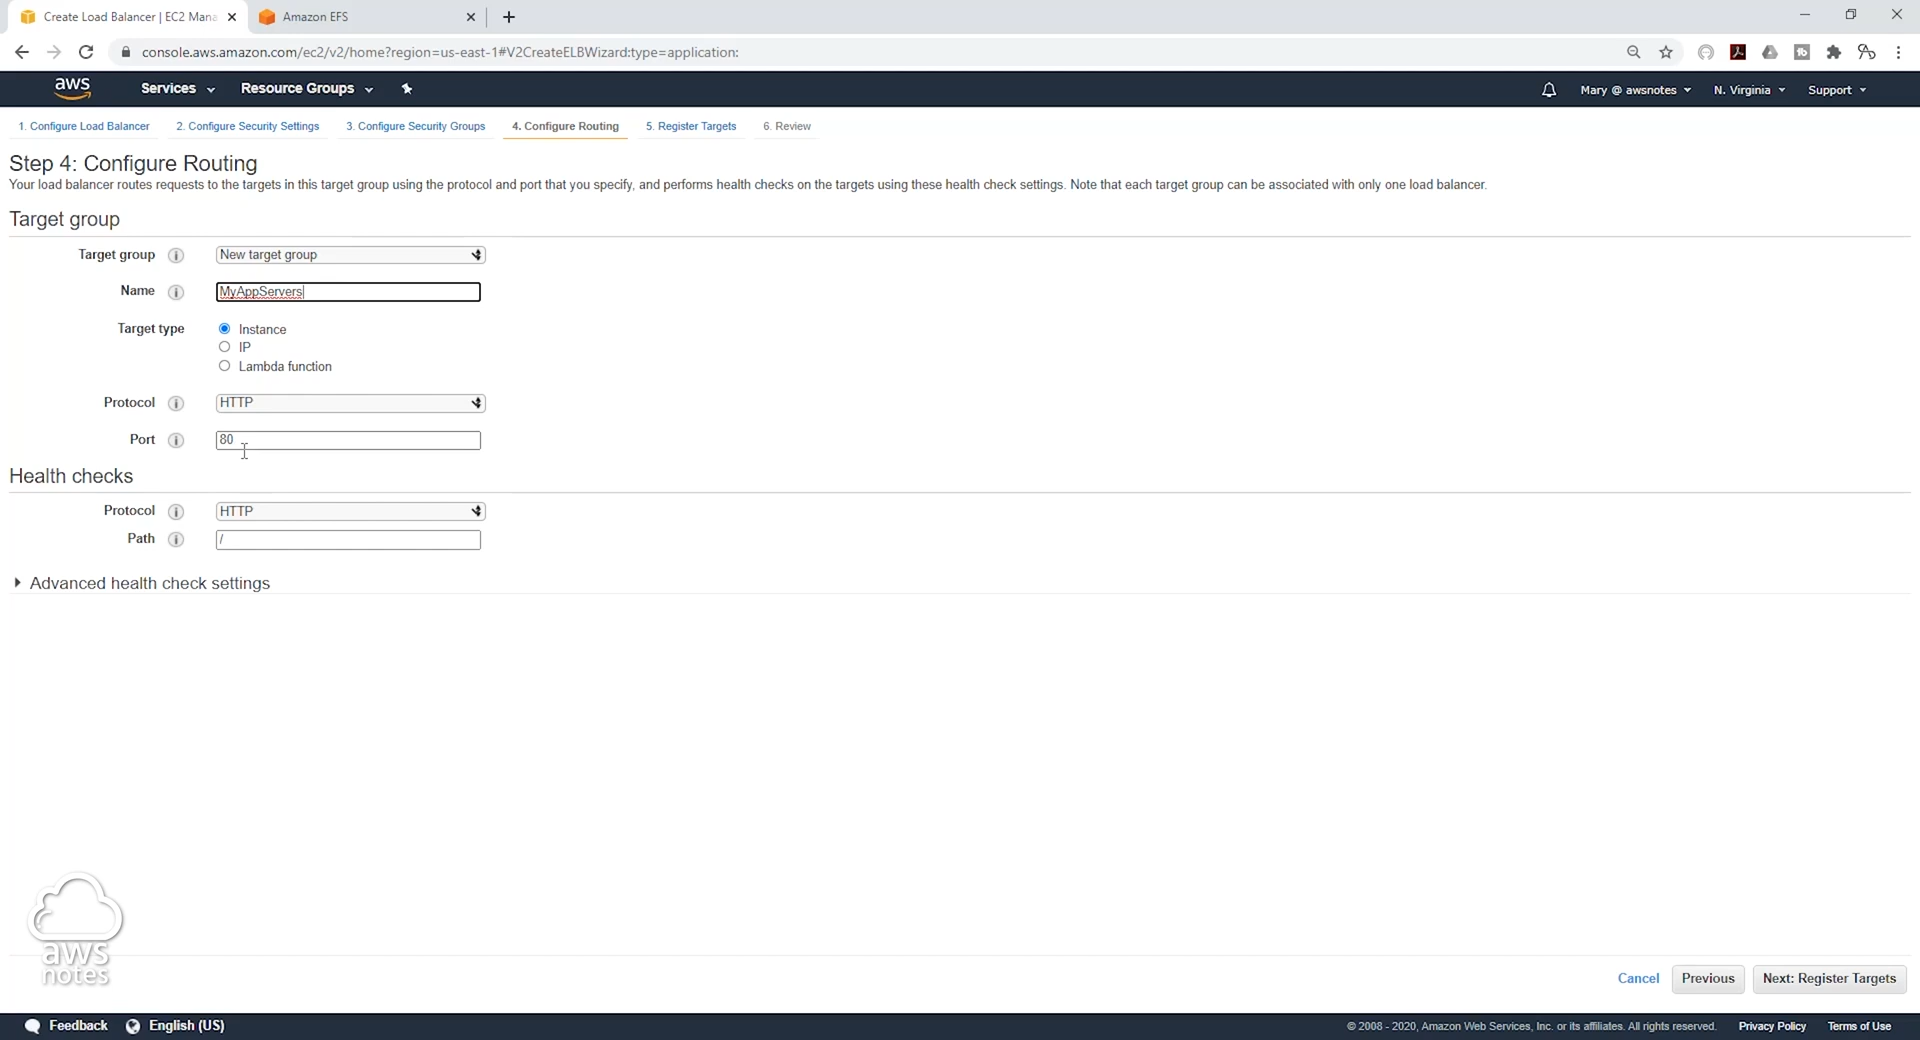 Create Load Balancer | EC2 Mana
Amazon EFS
console.aws.amazon.com/ec2/v2/home?region=us-east-1#V2CreateELBWizard:type=application:
aws
Services
Resource Groups
Mary @ awsnotes
N. Virginia
Support
1. Configure Load Balancer
2. Configure Security Settings
3. Configure Security Groups
4. Configure Routing
5. Register Targets
6. Review
Step 4: Configure Routing
Your load balancer routes requests to the targets in this target group using the protocol and port that you specify, and performs health checks on the targets using these health check settings. Note that each target group can be associated with only one load balancer.
Target group
Target group
New target group
Name
MyAppServers
Target type
Instance
IP
Lambda function
Protocol
HTTP
Port
80
Health checks
Protocol
HTTP
Path
/
Advanced health check settings
aws
notes
Cancel
Previous
Next: Register Targets
Feedback
English (US)
© 2008 - 2020, Amazon Web Services, Inc. or its affiliates. All rights reserved.
Privacy Policy
Terms of Use